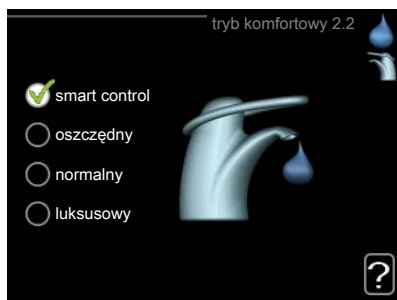 tryb komfortowy 2.2
smart control
oszczędny
normalny
luksusowy
?